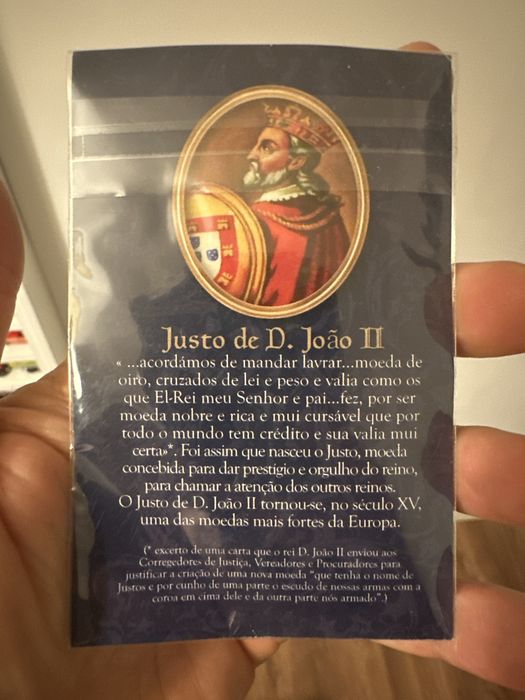 Justo de D. João II
« ...acordámos de mandar lavrar...moeda de
oiro, cruzados de lei e peso e valia como os
que El-Rei meu Senhor e pai...fez, por ser
moeda nobre e rica e mui cursável que por
todo o mundo tem crédito e sua valia mui
certa»*. Foi assim que nasceu o Justo, moeda
concebida para dar prestígio e orgulho do reino,
para chamar a atenção dos outros reinos.
O Justo de D. João II tornou-se, no século XV,
uma das moedas mais fortes da Europa.
(* excerto de uma carta que o rei D. João II enviou aos
Corregedores de Justiça, Vereadores e Procuradores para
justificar a criação de uma nova moeda "que tenha o nome de
Justos e por cunho de uma parte o escudo de nossas armas com a
coroa em cima dele e da outra parte nós armado".)